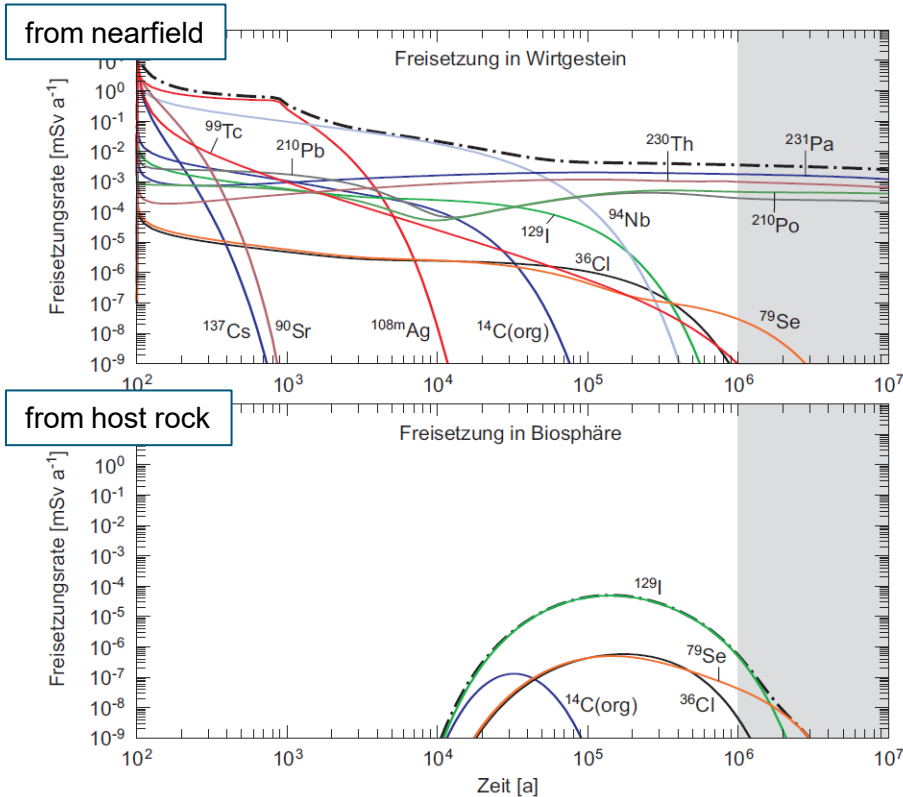 from nearfield
Freisetzung in Wirtgestein
Freisetzungsrate [mSv a⁻¹]
10¹
10⁰
10⁻¹
10⁻²
10⁻³
10⁻⁴
10⁻⁵
10⁻⁶
10⁻⁷
10⁻⁸
10⁻⁹
⁹⁹Tc
²¹⁰Pb
²³⁰Th
²³¹Pa
¹²⁹I
⁹⁴Nb
²¹⁰Po
³⁶Cl
⁷⁹Se
¹³⁷Cs
⁹⁰Sr
¹⁰⁸ᵐAg
¹⁴C(org)
10² 10³ 10⁴ 10⁵ 10⁶ 10⁷
from host rock
Freisetzung in Biosphäre
Freisetzungsrate [mSv a⁻¹]
10⁰
10⁻¹
10⁻²
10⁻³
10⁻⁴
10⁻⁵
10⁻⁶
10⁻⁷
10⁻⁸
10⁻⁹
¹²⁹I
⁷⁹Se
¹⁴C(org)
³⁶Cl
10² 10³ 10⁴ 10⁵ 10⁶ 10⁷
Zeit [a]